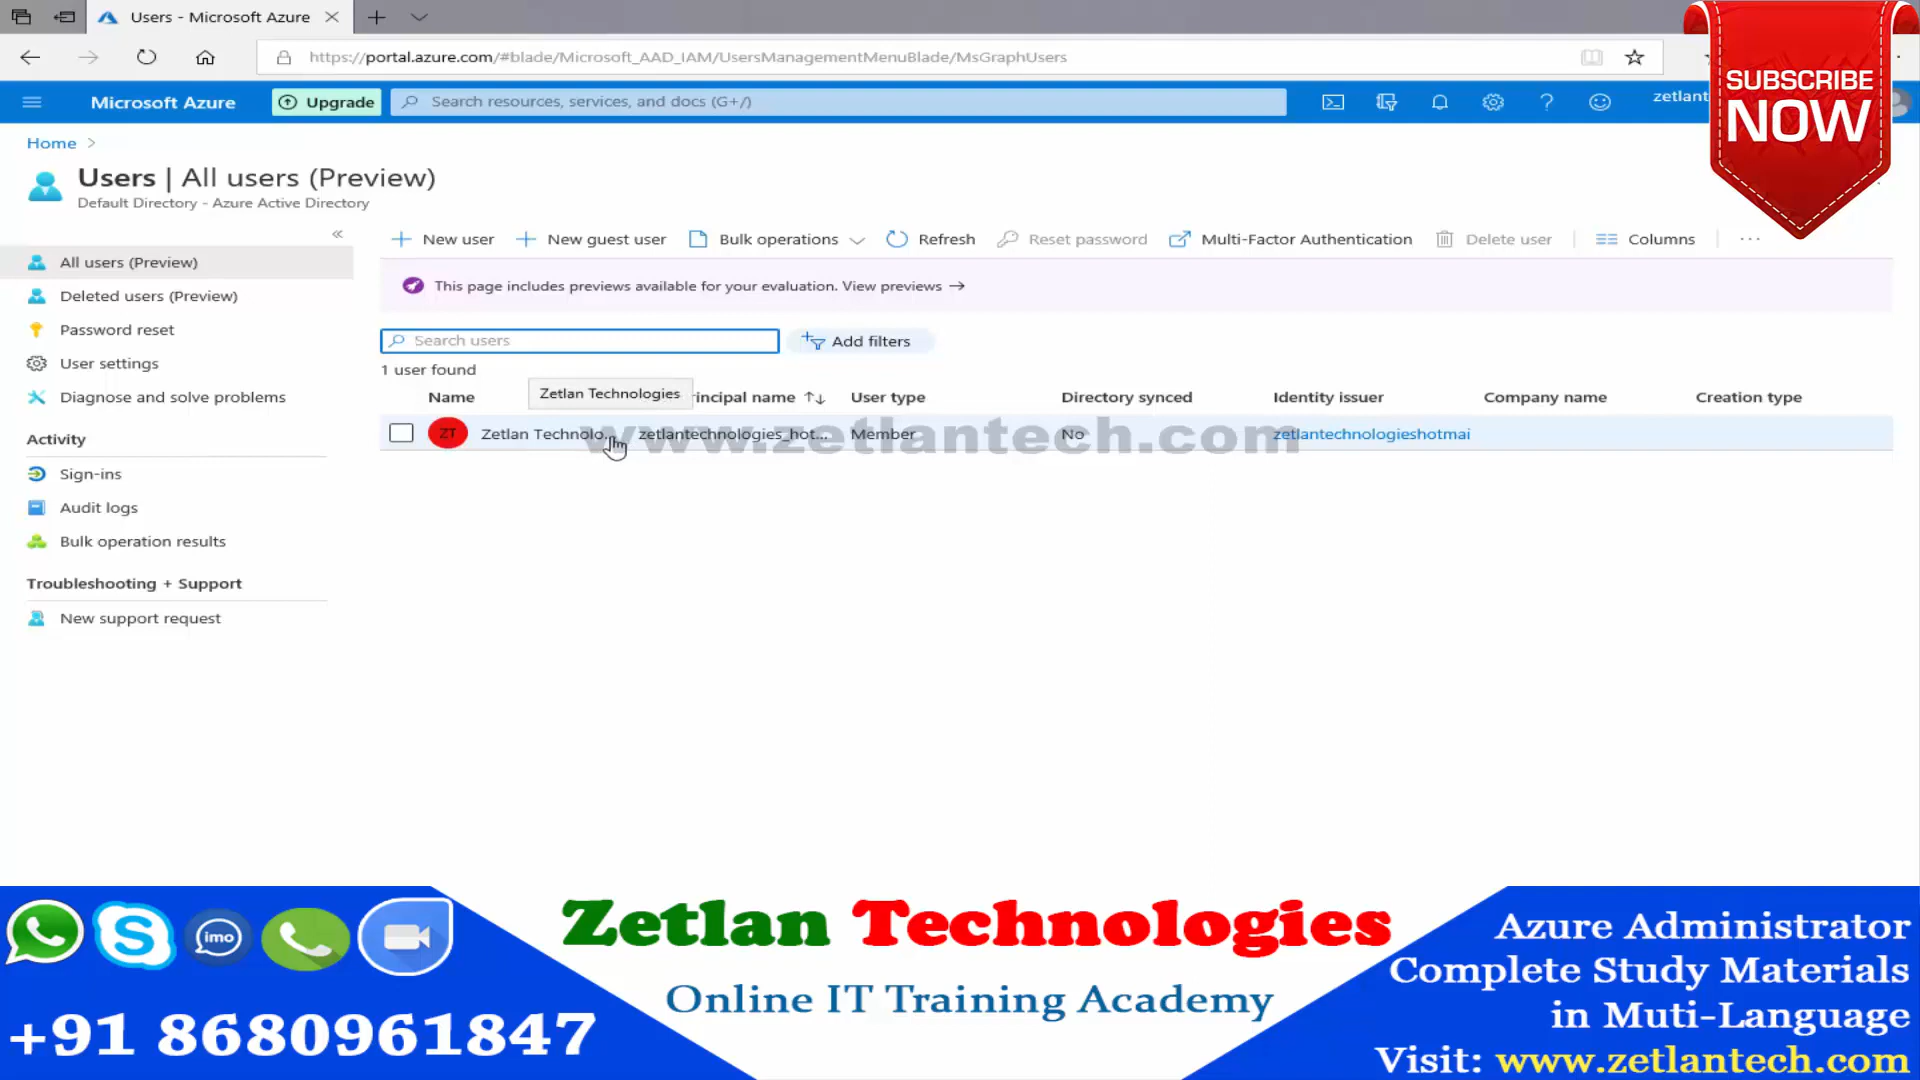 Users - Microsoft Azure
https://portal.azure.com/#blade/Microsoft_AAD_IAM/UsersManagementMenuBlade/MsGraphUsers
Microsoft Azure
Upgrade
Search resources, services, and docs (G+/)
zetlant
SUBSCRIBE
NOW
Home >
Users | All users (Preview)
Default Directory - Azure Active Directory
New user
New guest user
Bulk operations
Refresh
Reset password
Multi-Factor Authentication
Delete user
Columns
All users (Preview)
Deleted users (Preview)
Password reset
User settings
Diagnose and solve problems
Activity
Sign-ins
Audit logs
Bulk operation results
Troubleshooting + Support
New support request
This page includes previews available for your evaluation. View previews →
Search users
Add filters
1 user found
Zetlan Technologies
Name
incipal name
User type
Directory synced
Identity issuer
Company name
Creation type
ZT
Zetlan Technolo...
zetlantechnologies_hot...
Member
No
zetlantechnologieshotmai
www.zetlantech.com
imo
+91 8680961847
Zetlan Technologies
Online IT Training Academy
Azure Administrator
Complete Study Materials
in Muti-Language
Visit: www.zetlantech.com